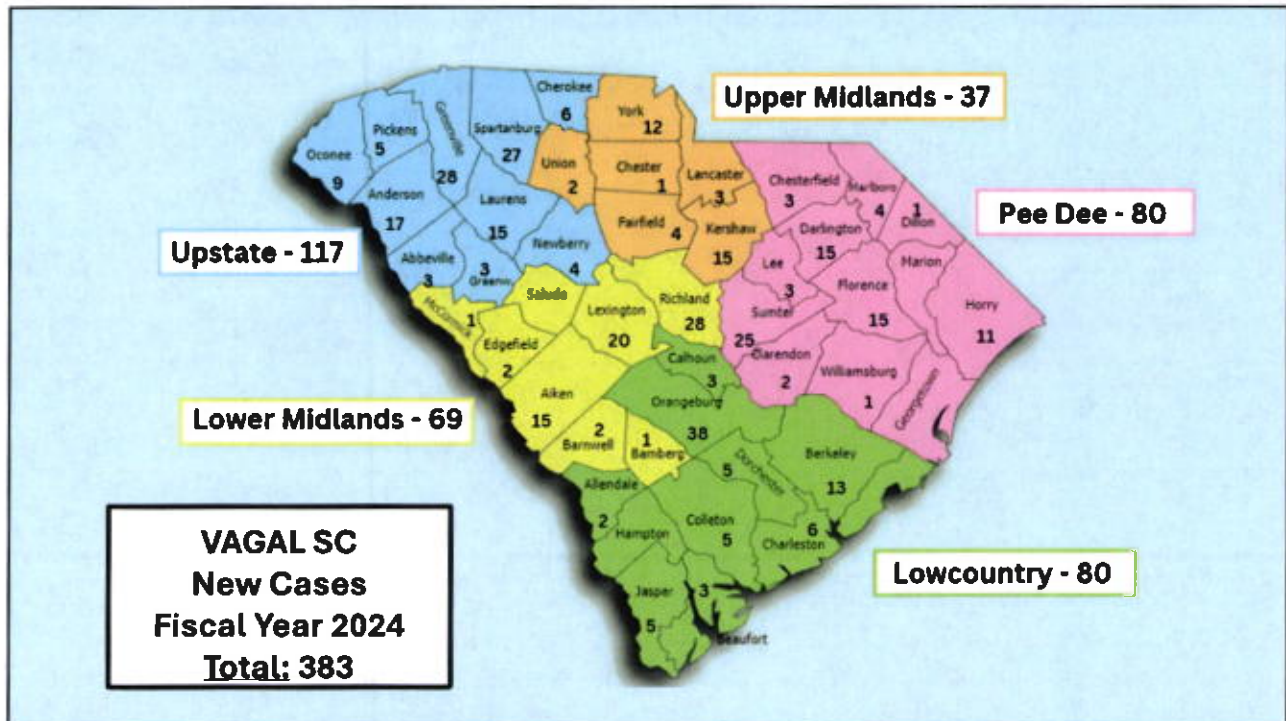 Cherokee
6
Upper Midlands - 37
York
12
Pickens
5
Greenville
28
Spartanburg
27
Oconee
9
Union
2
Chester
1
Lancaster
3
Chesterfield
3
Marlboro
4
1
Dillon
Pee Dee - 80
Anderson
17
Laurens
15
Fairfield
4
Kershaw
15
Darlington
15
Upstate - 117
Newberry
4
Abbeville
3
3
Greenw.
Lee
3
Marion
Florence
15
Horry
11
Saluda
McCormick
1
Lexington
20
Richland
28
Sumter
25
Edgefield
2
Calhoun
3
Clarendon
2
Williamsburg
1
Georgetown
Aiken
15
Orangeburg
38
Lower Midlands - 69
2
Barnwell
1
Bamberg
Berkeley
13
5
Dorchester
Allendale
2
Hampton
Colleton
5
6
Charleston
Lowcountry - 80
Jasper
5
3
Beaufort
VAGAL SC
New Cases
Fiscal Year 2024
Total: 383